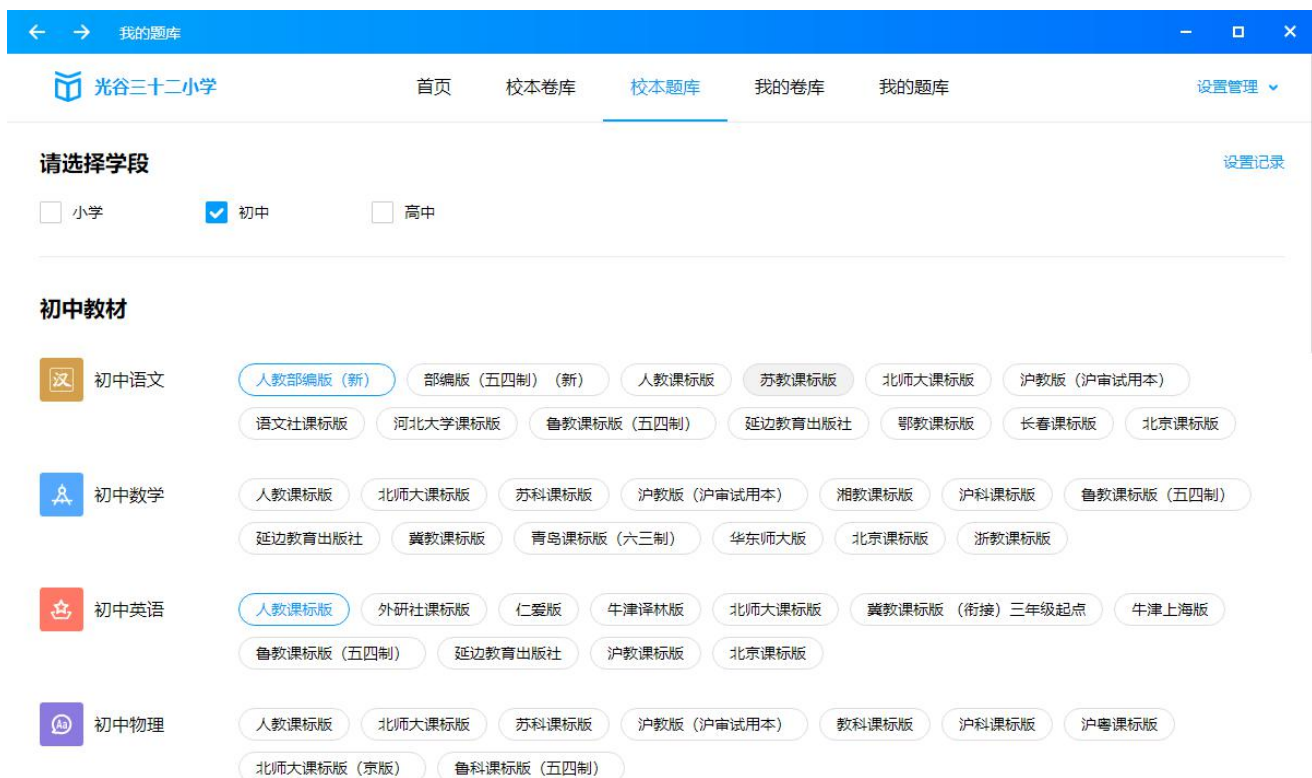 我的题库
光谷三十二小学 首页 校本卷库 校本题库 我的卷库 我的题库 设置管理
请选择学段 设置记录
小学 初中 高中
初中教材
汉 初中语文 人教部编版（新） 部编版（五四制）（新） 人教课标版 苏教课标版 北师大课标版 沪教版（沪审试用本）
语文社课标版 河北大学课标版 鲁教课标版（五四制） 延边教育出版社 鄂教课标版 长春课标版 北京课标版
初中数学 人教课标版 北师大课标版 苏科课标版 沪教版（沪审试用本） 湘教课标版 沪科课标版 鲁教课标版（五四制）
延边教育出版社 冀教课标版 青岛课标版（六三制） 华东师大版 北京课标版 浙教课标版
初中英语 人教课标版 外研社课标版 仁爱版 牛津译林版 北师大课标版 冀教课标版 （衔接）三年级起点 牛津上海版
鲁教课标版（五四制） 延边教育出版社 沪教课标版 北京课标版
Aa 初中物理 人教课标版 北师大课标版 苏科课标版 沪教版（沪审试用本） 教科课标版 沪科课标版 沪粤课标版
北师大课标版（京版） 鲁科课标版（五四制）